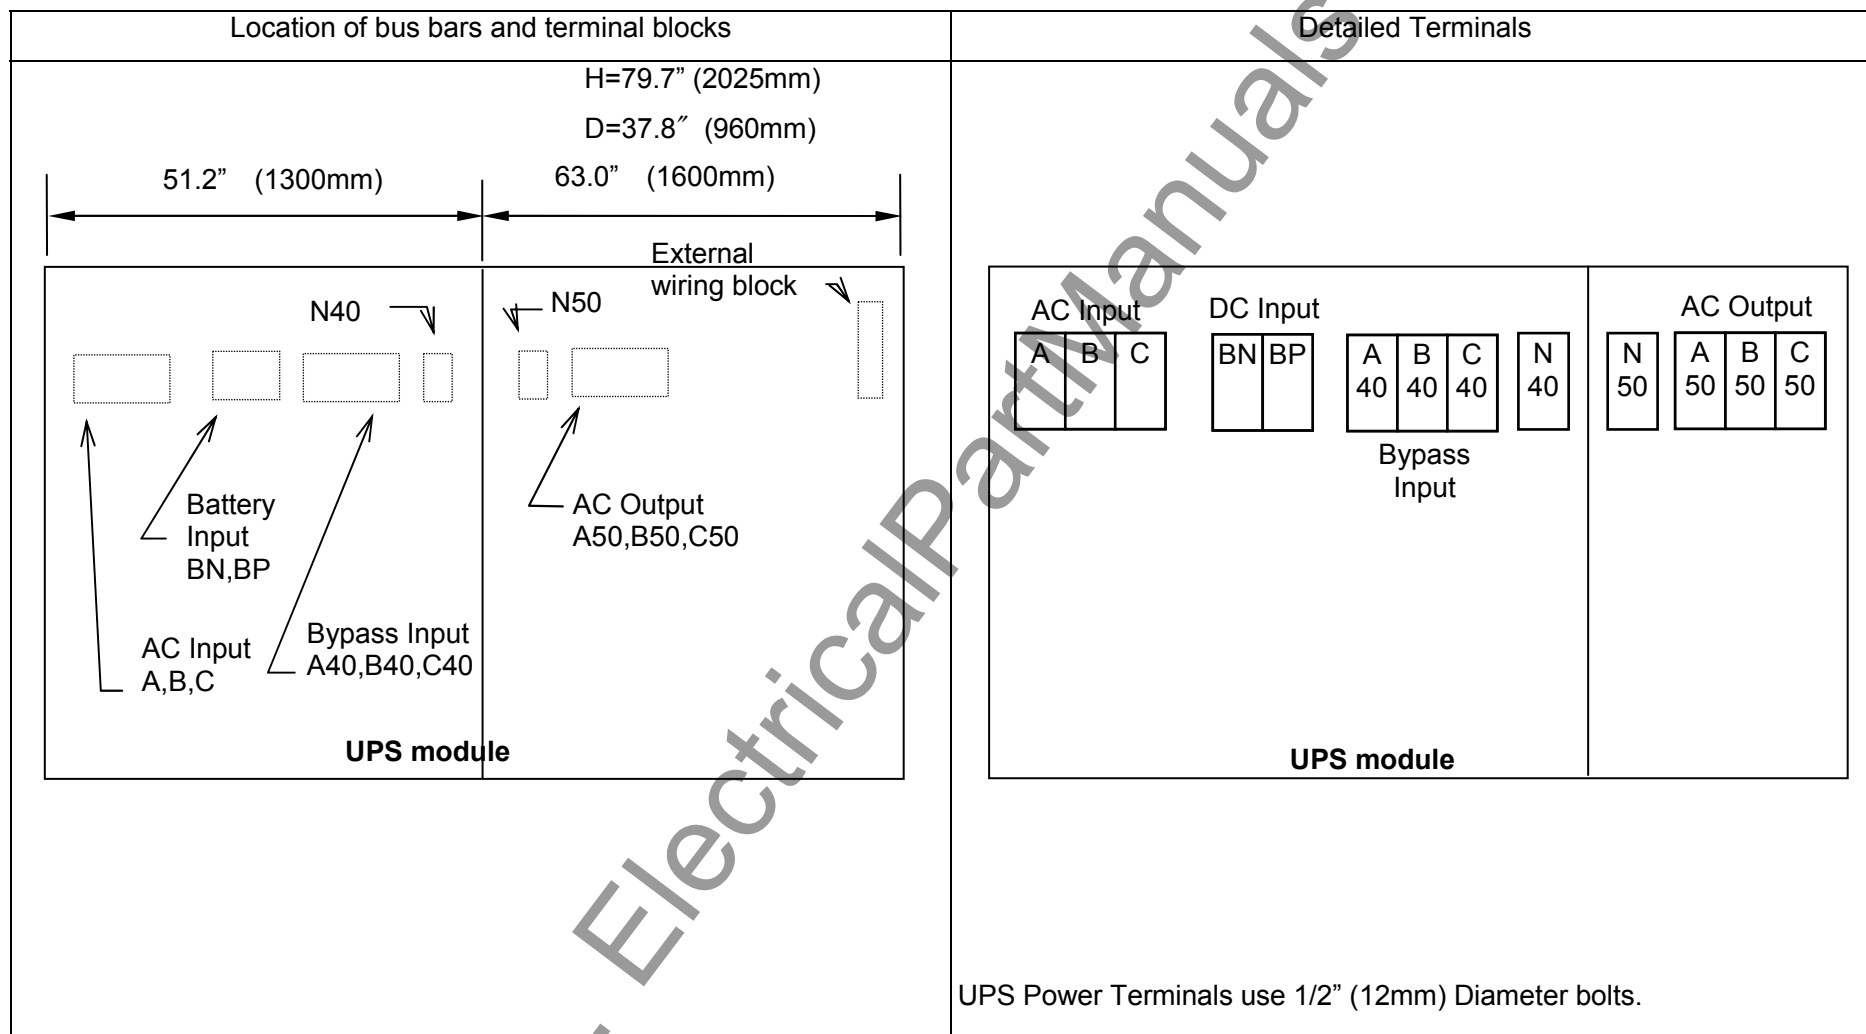 Location of bus bars and terminal blocks
Detailed Terminals
H=79.7” (2025mm)
D=37.8″ (960mm)
51.2” (1300mm)
63.0” (1600mm)
External
wiring block
N40
N50
Battery
Input
BN,BP
AC Output
A50,B50,C50
AC Input
A,B,C
Bypass Input
A40,B40,C40
UPS module
AC Input
DC Input
AC Output
A B C
BN BP
A B C
40 40 40
N
40
N
50
A B C
50 50 50
Bypass
Input
UPS module
UPS Power Terminals use 1/2” (12mm) Diameter bolts.
ElectricalPartManuals